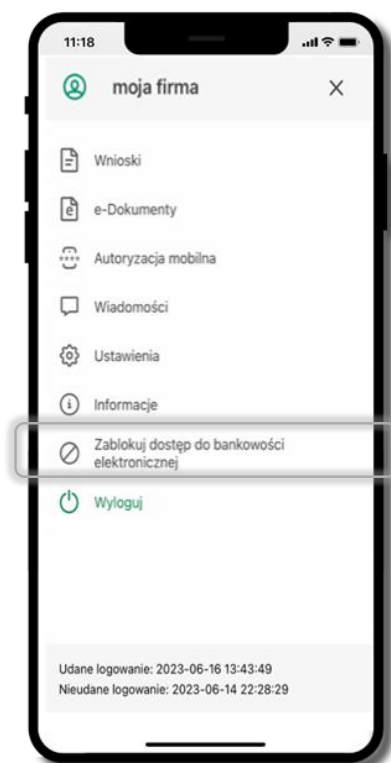 11:18
moja firma
Wnioski
e-Dokumenty
Autoryzacja mobilna
Wiadomości
Ustawienia
Informacje
Zablokuj dostęp do bankowości
elektronicznej
Wyloguj
Udane logowanie: 2023-06-16 13:43:49
Nieudane logowanie: 2023-06-14 22:28:29